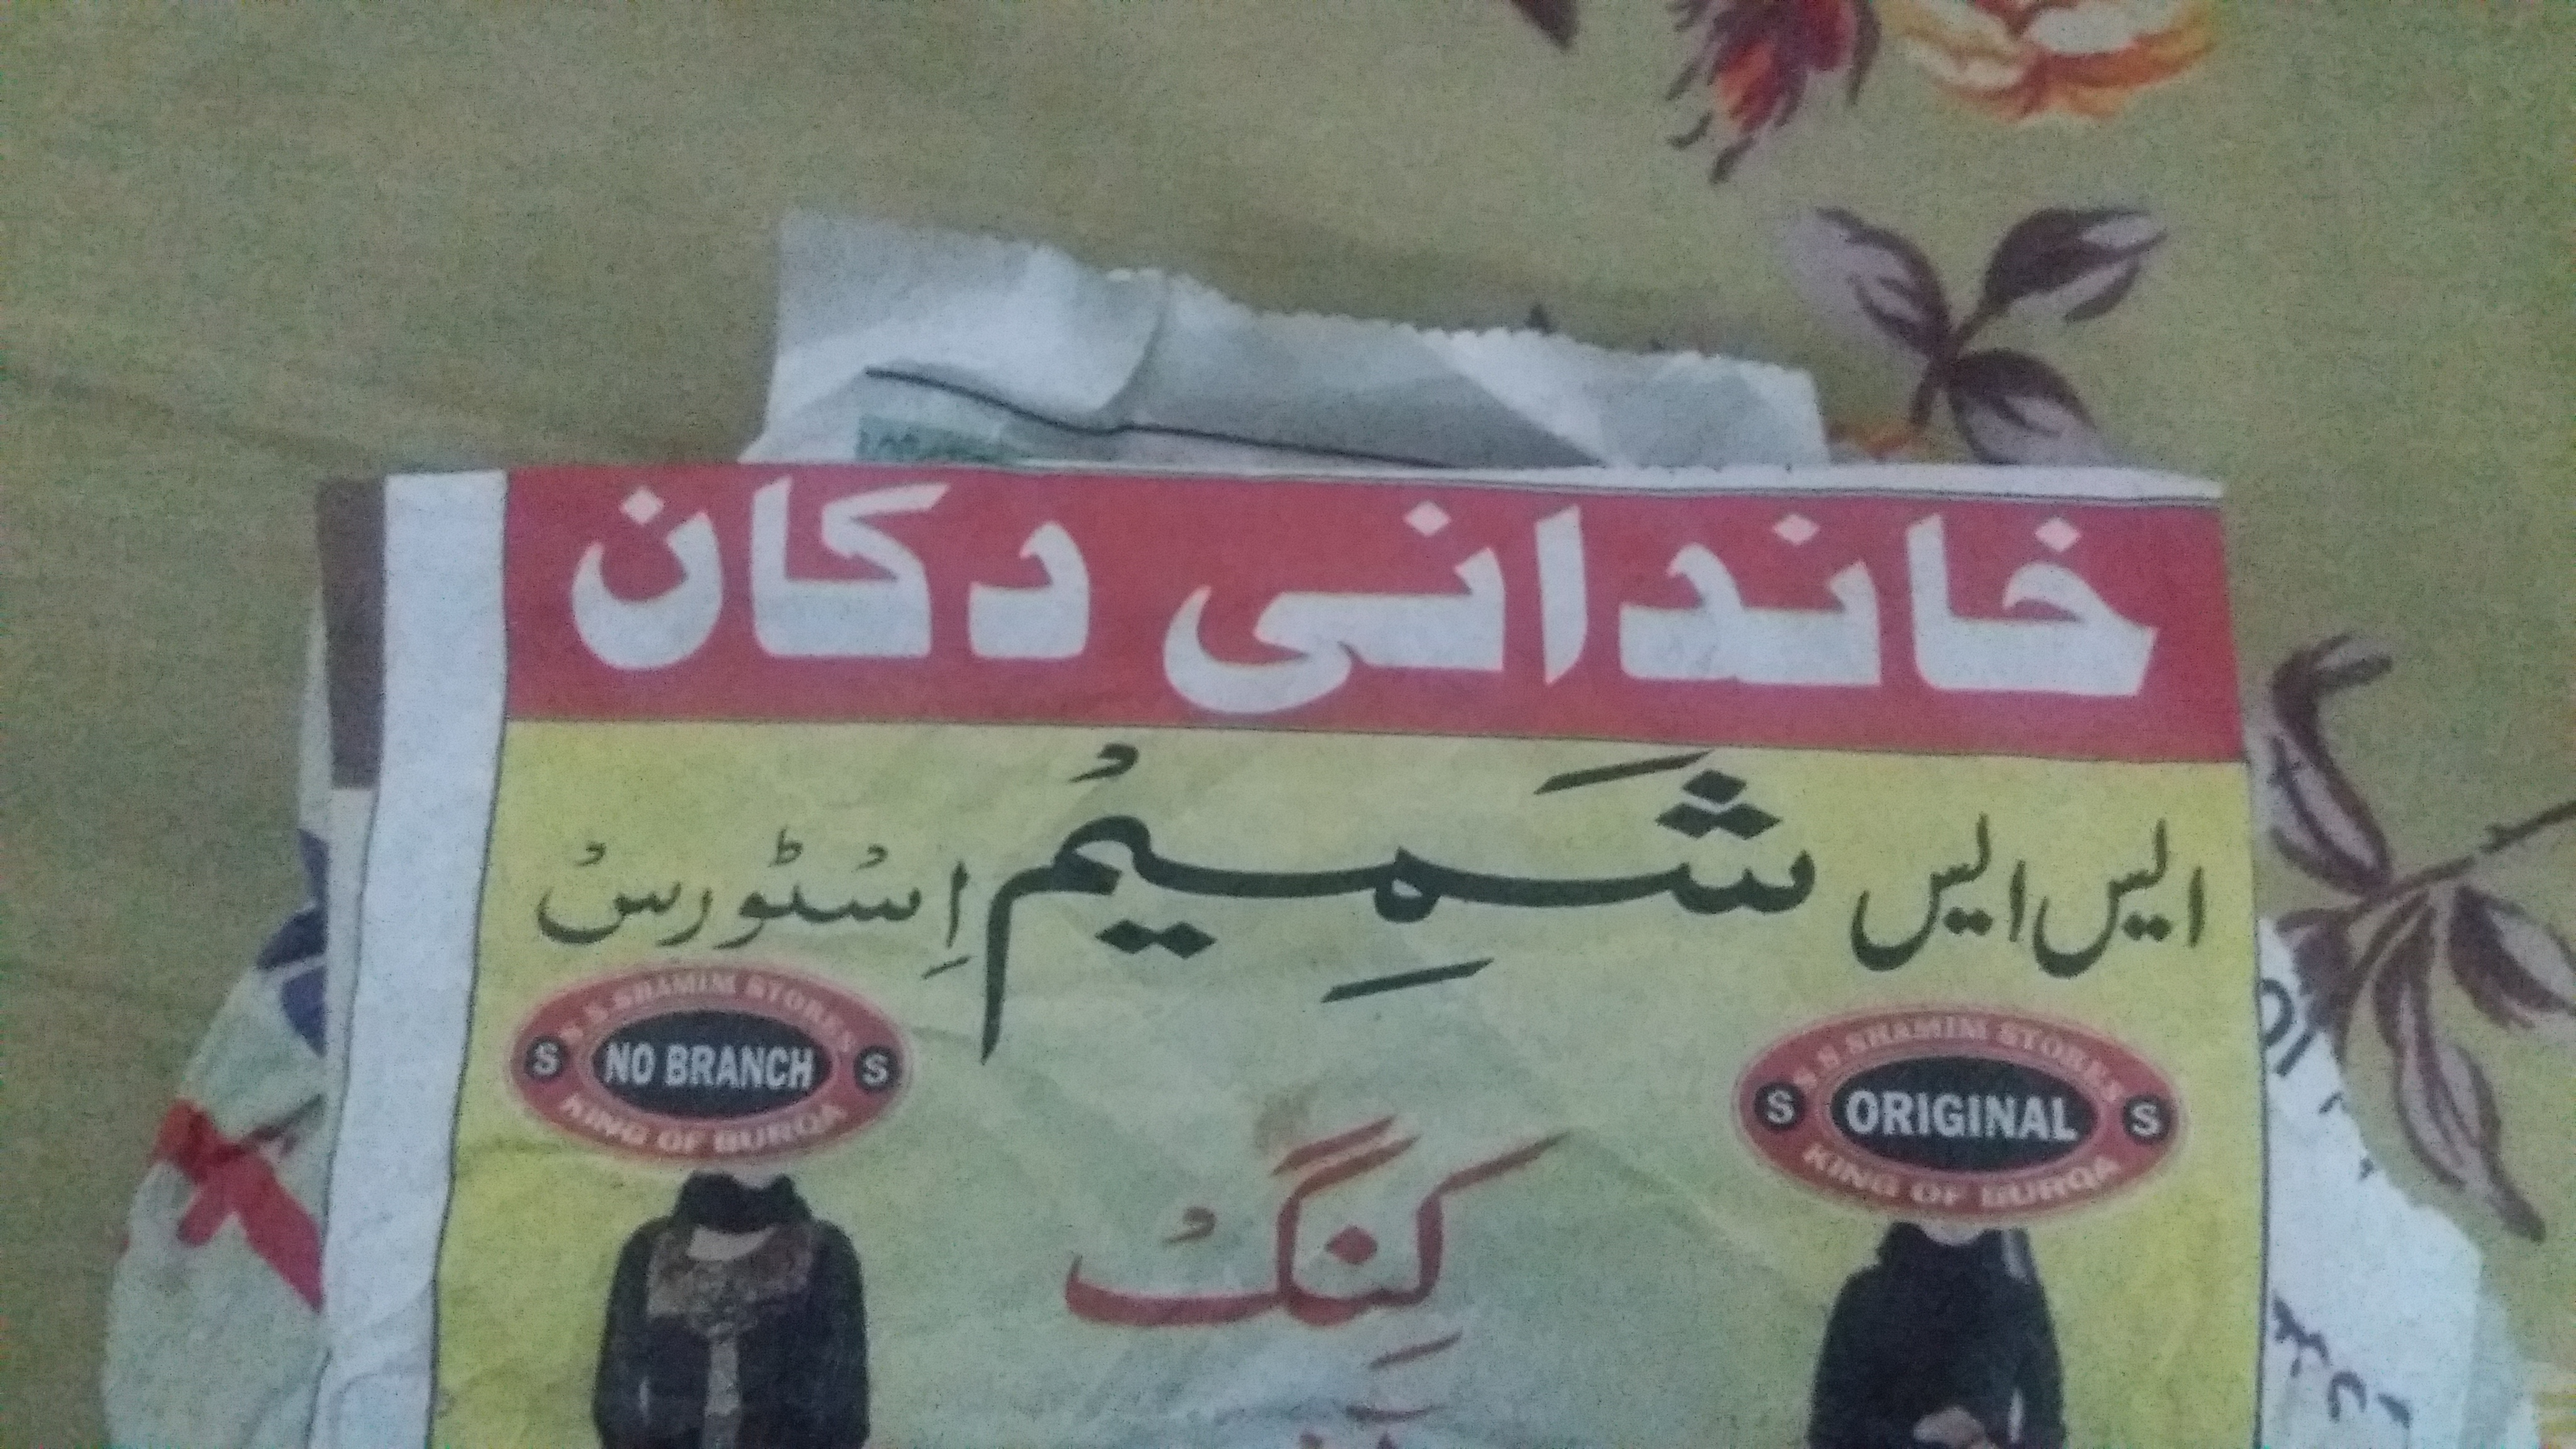 خاندانی دکان
ایس ایس شَمِیمُ اِسٹورسُ
S.S. SHAMIM STORES
S NO BRANCH S
KING OF BURQA
S.S. SHAMIM STORES
S ORIGINAL S
KING OF BURQA
کِنگُ